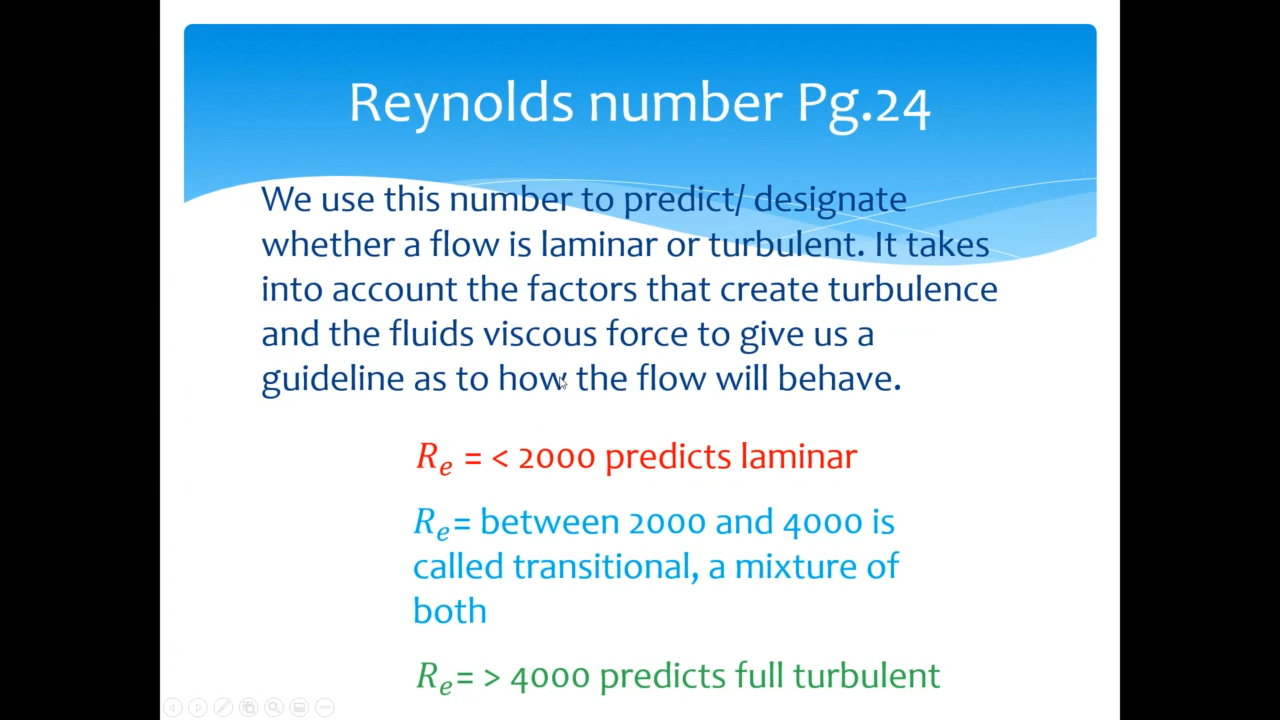 Reynolds number Pg.24
We use this number to predict/ designate
whether a flow is laminar or turbulent. It takes
into account the factors that create turbulence
and the fluids viscous force to give us a
guideline as to how the flow will behave.
Re = < 2000 predicts laminar
Re= between 2000 and 4000 is
called transitional, a mixture of
both
Re= > 4000 predicts full turbulent